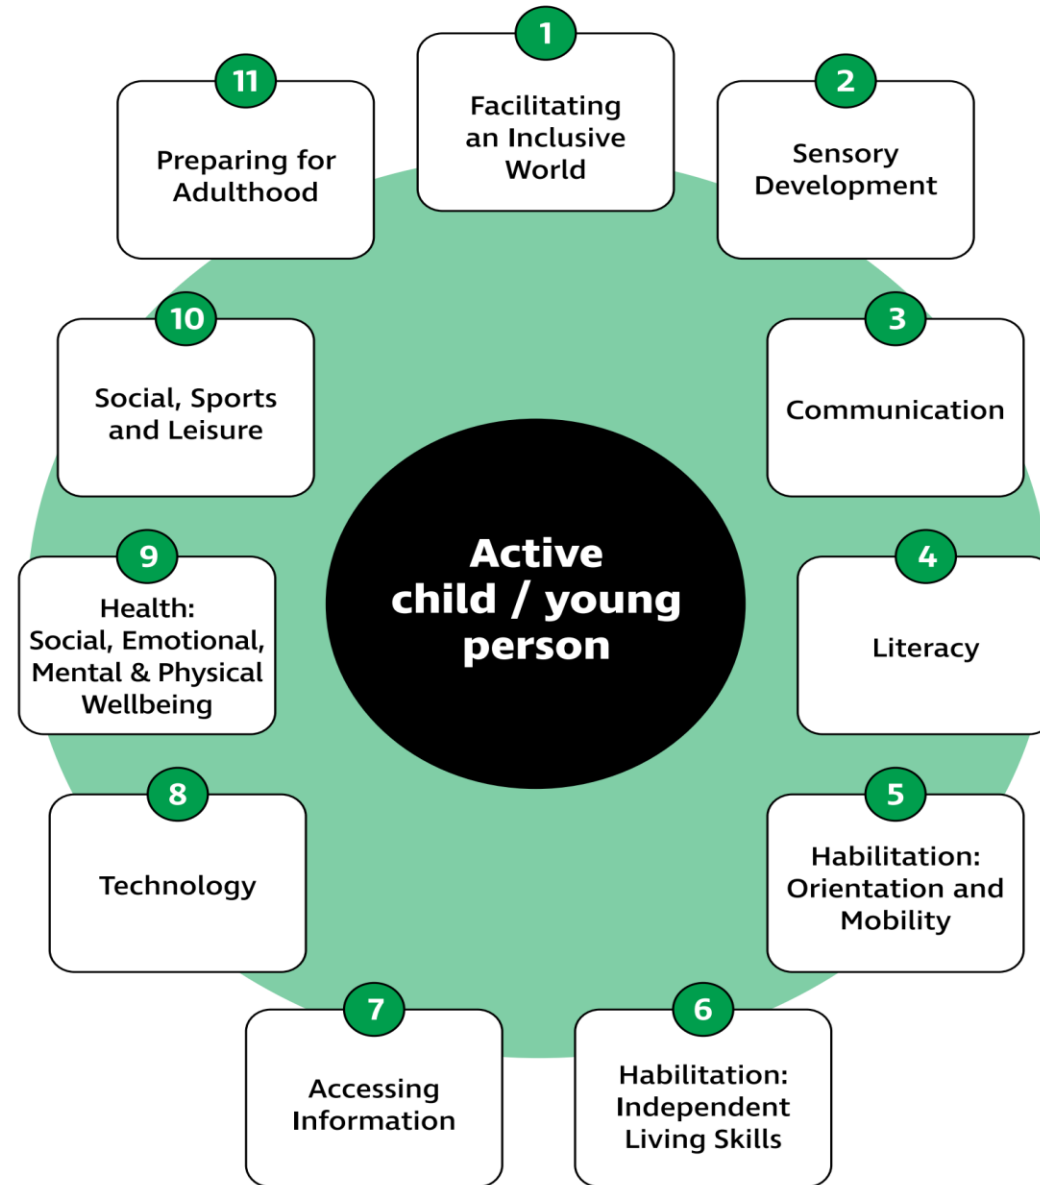 1
Facilitating
an Inclusive
World
2
Sensory
Development
3
Communication
4
Literacy
5
Habilitation:
Orientation and
Mobility
6
Habilitation:
Independent
Living Skills
7
Accessing
Information
8
Technology
9
Health:
Social, Emotional,
Mental & Physical
Wellbeing
10
Social, Sports
and Leisure
11
Preparing for
Adulthood
Active
child / young
person